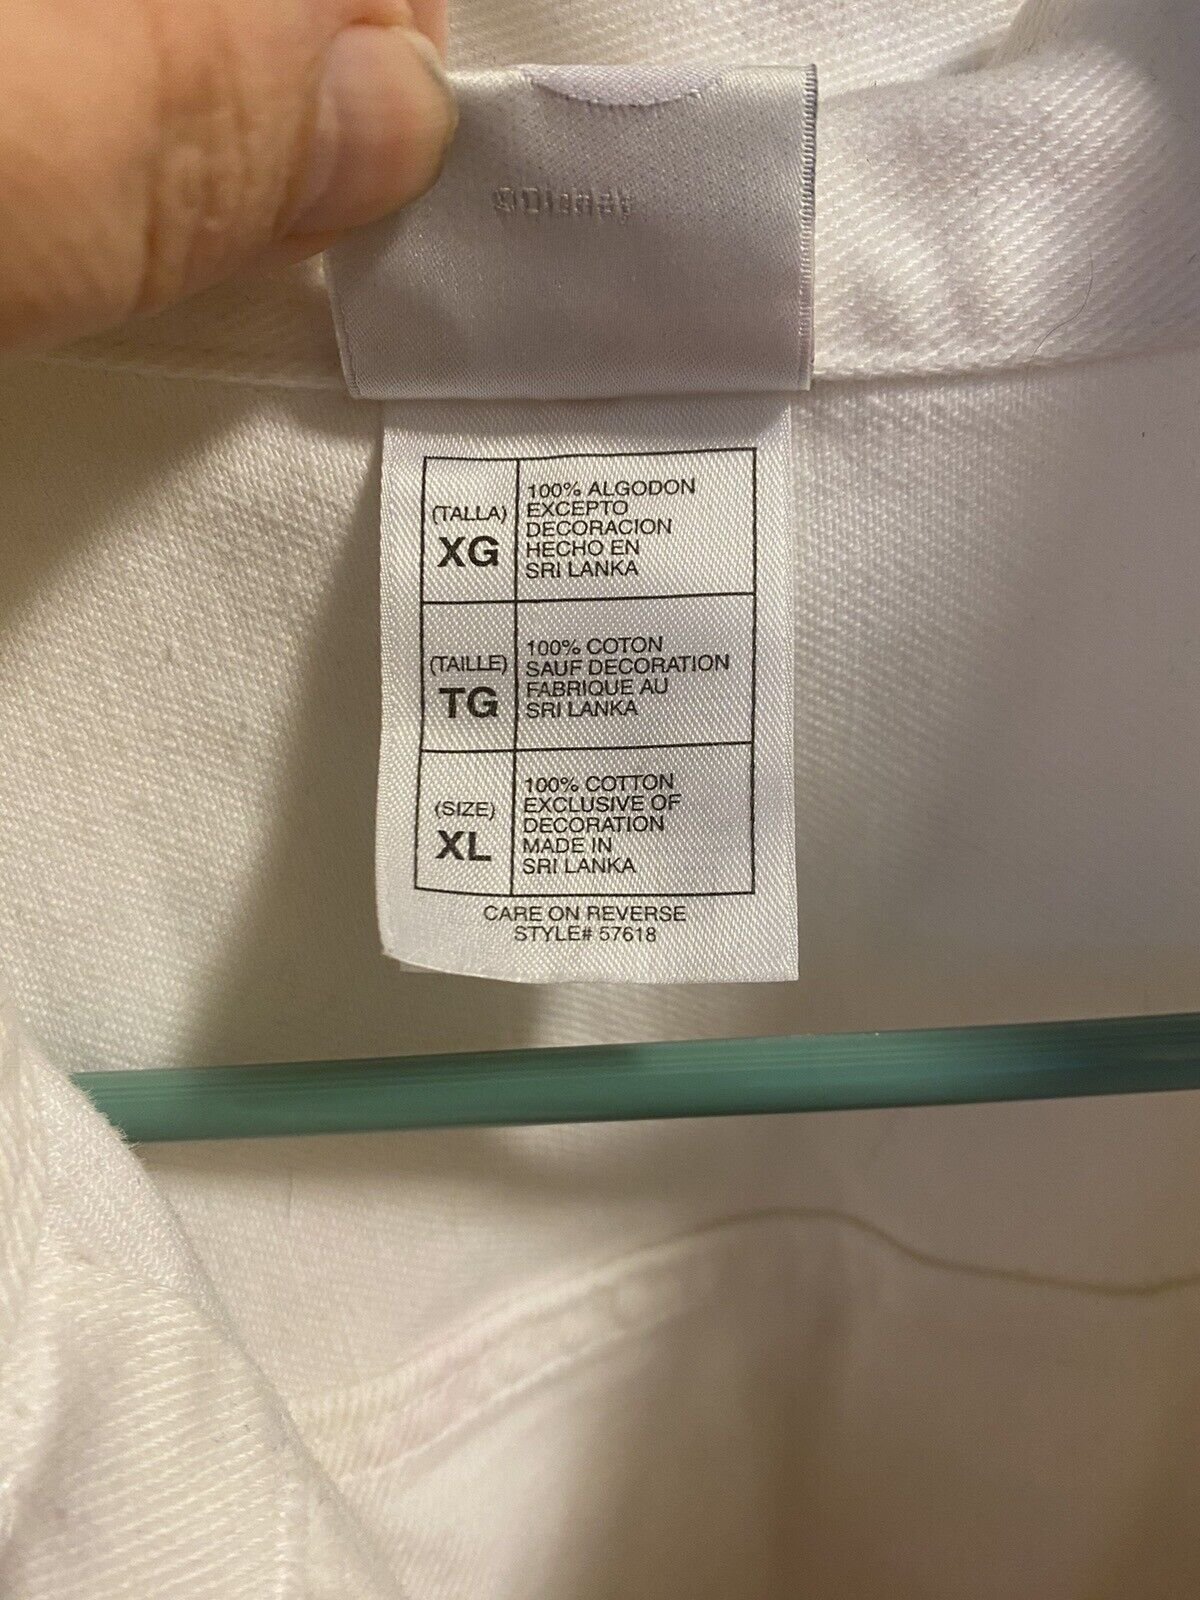 ©Disney
(TALLA)
XG
100% ALGODON
EXCEPTO
DECORACION
HECHO EN
SRI LANKA
(TAILLE)
TG
100% COTON
SAUF DECORATION
FABRIQUE AU
SRI LANKA
(SIZE)
XL
100% COTTON
EXCLUSIVE OF
DECORATION
MADE IN
SRI LANKA
CARE ON REVERSE
STYLE# 57618